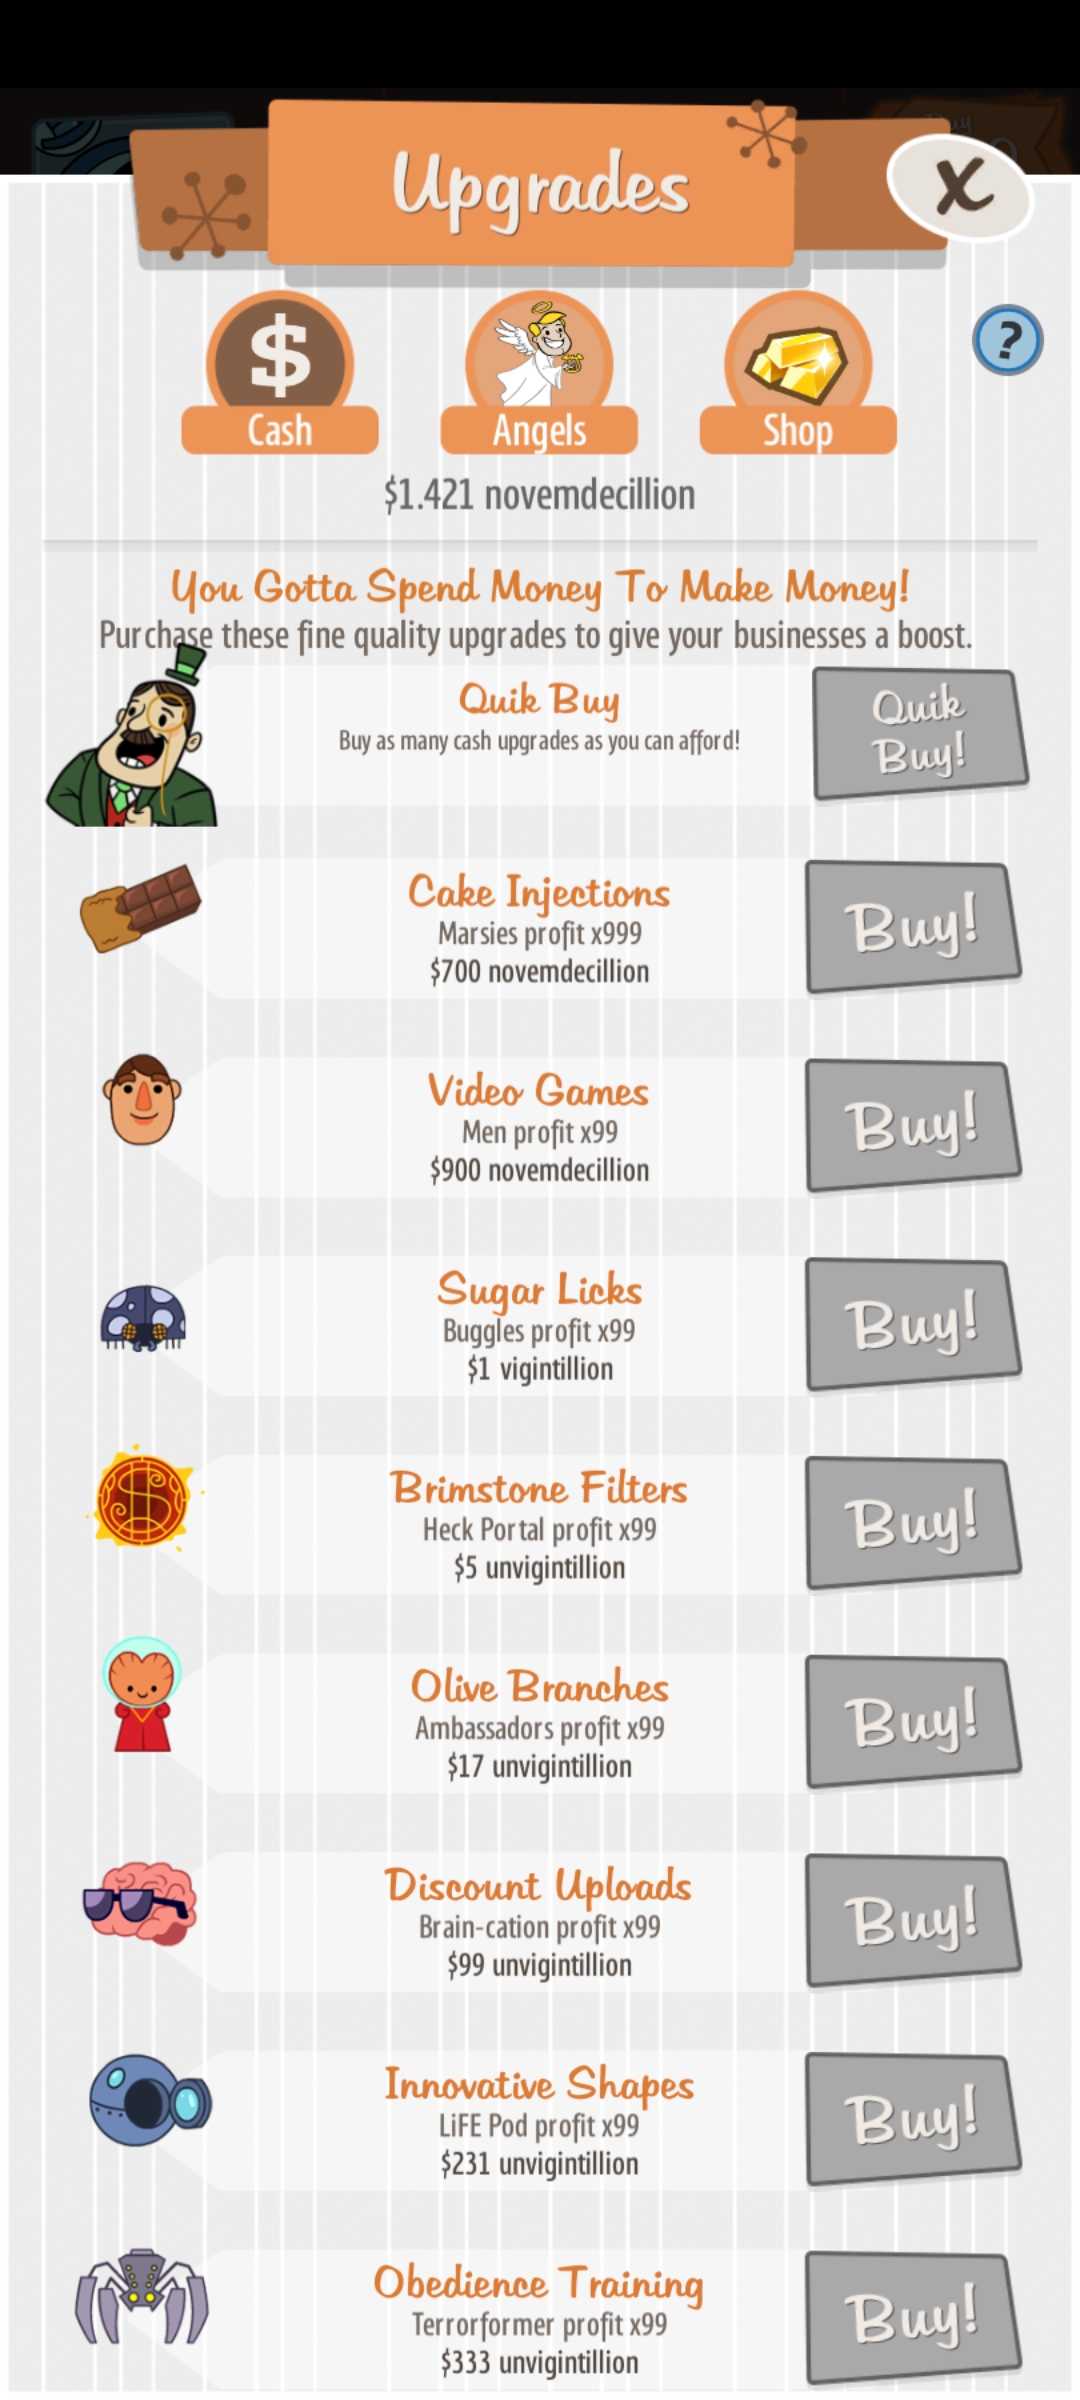 Upgrades
X
?
$
Cash
Angels
Shop
$1.421 novemdecillion
You Gotta Spend Money To Make Money!
Purchase these fine quality upgrades to give your businesses a boost.
Quik Buy
Buy as many cash upgrades as you can afford!
Quik
Buy!
Cake Injections
Marsies profit x999
$700 novemdecillion
Buy!
Video Games
Men profit x99
$900 novemdecillion
Buy!
Sugar Licks
Buggles profit x99
$1 vigintillion
Buy!
Brimstone Filters
Heck Portal profit x99
$5 unvigintillion
Buy!
Olive Branches
Ambassadors profit x99
$17 unvigintillion
Buy!
Discount Uploads
Brain-cation profit x99
$99 unvigintillion
Buy!
Innovative Shapes
LiFE Pod profit x99
$231 unvigintillion
Buy!
Obedience Training
Terrorformer profit x99
$333 unvigintillion
Buy!